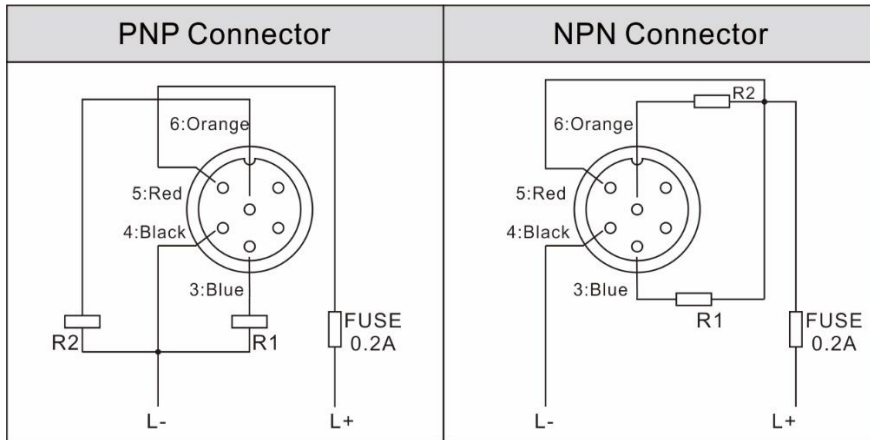 PNP Connector
NPN Connector
6:Orange
5:Red
4:Black
3:Blue
R2
R1
FUSE
0.2A
L-
L+
R2
6:Orange
5:Red
4:Black
3:Blue
R1
FUSE
0.2A
L-
L+